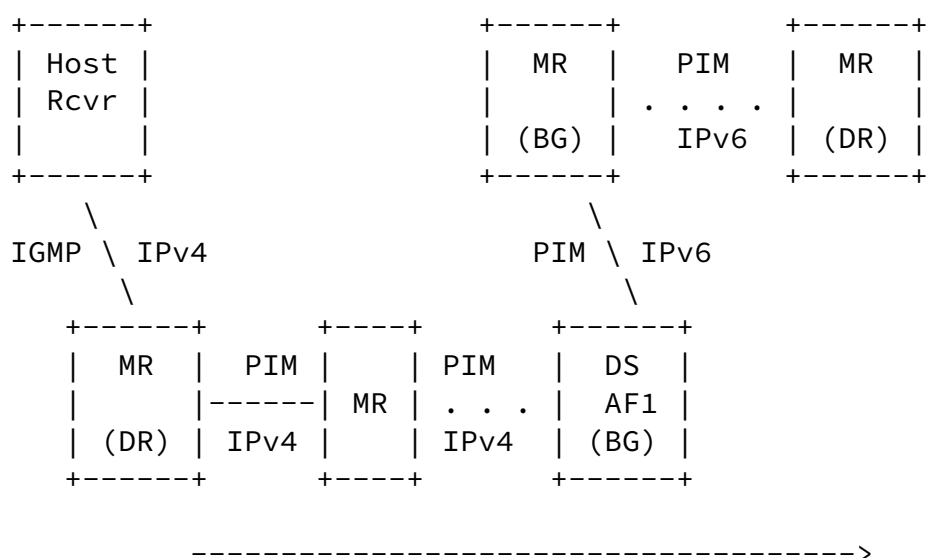 +------+                   +------+         +------+
| Host |                   |  MR  |   PIM   |  MR  |
| Rcvr |                   |      | . . . . |      |
|      |                   | (BG) |   IPv6  | (DR) |
+------+                   +------+         +------+
    \                            \
IGMP \ IPv4                  PIM \ IPv6
      \                            \
   +------+      +----+        +------+
   |  MR  |  PIM |    | PIM    |  DS  |
   |      |------| MR | . . .  |  AF1 |
   | (DR) | IPv4 |    | IPv4   | (BG) |
   +------+      +----+        +------+
          ------------------------------------->